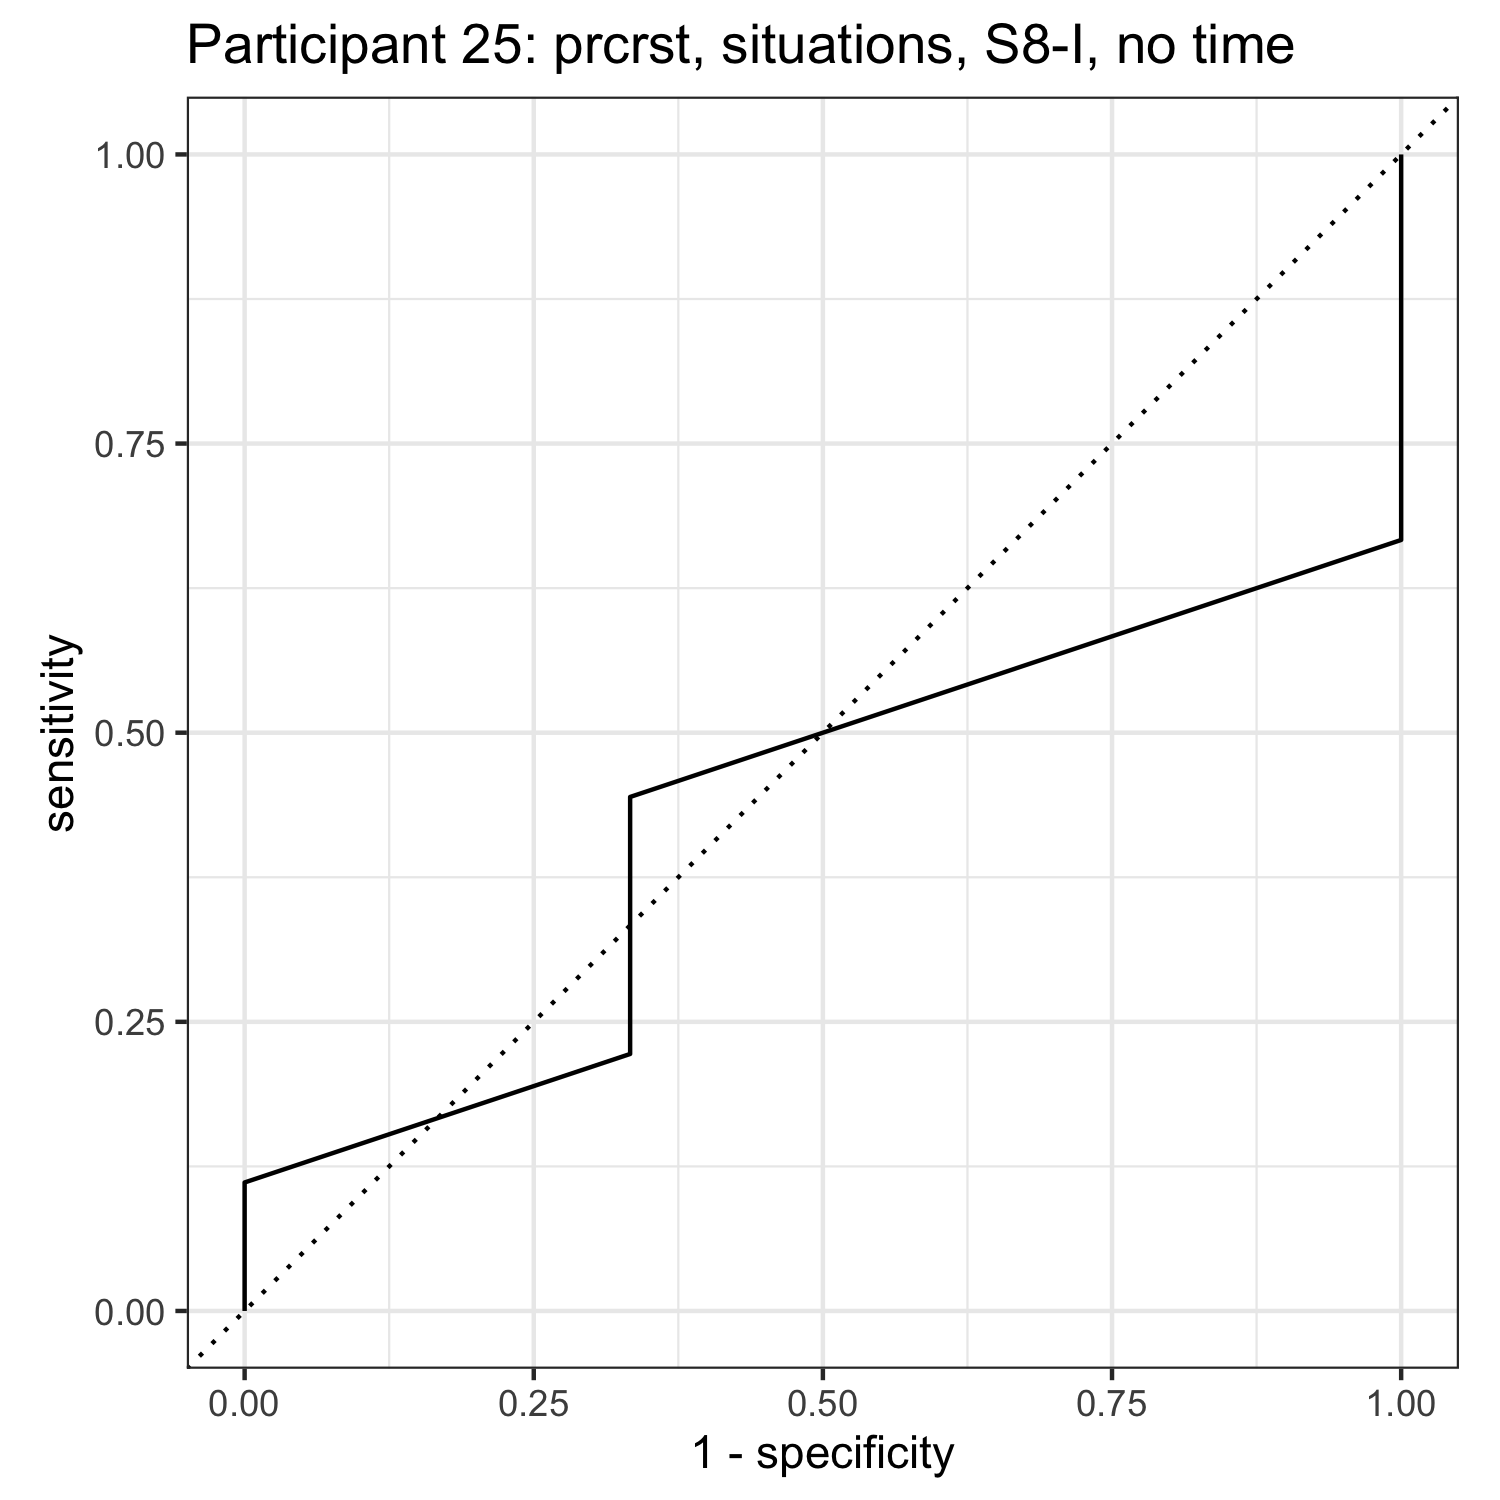 Participant 25: prcrst, situations, S8-I, no time
sensitivity
1.00
0.75
0.50
0.25
0.00
0.00 0.25 0.50 0.75 1.00
1 - specificity